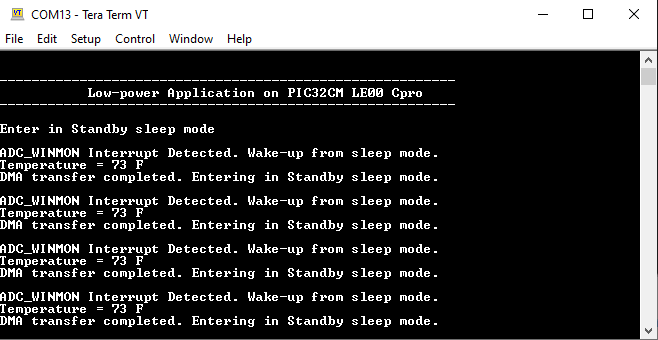 VT COM13 - Tera Term VT
File Edit Setup Control Window Help
---------------------------------------------------------
Low-power Application on PIC32CM LE00 Cpro
---------------------------------------------------------
Enter in Standby sleep mode
ADC_WINMON Interrupt Detected. Wake-up from sleep mode.
Temperature = 73 F
DMA transfer completed. Entering in Standby sleep mode.
ADC_WINMON Interrupt Detected. Wake-up from sleep mode.
Temperature = 73 F
DMA transfer completed. Entering in Standby sleep mode.
ADC_WINMON Interrupt Detected. Wake-up from sleep mode.
Temperature = 73 F
DMA transfer completed. Entering in Standby sleep mode.
ADC_WINMON Interrupt Detected. Wake-up from sleep mode.
Temperature = 73 F
DMA transfer completed. Entering in Standby sleep mode.